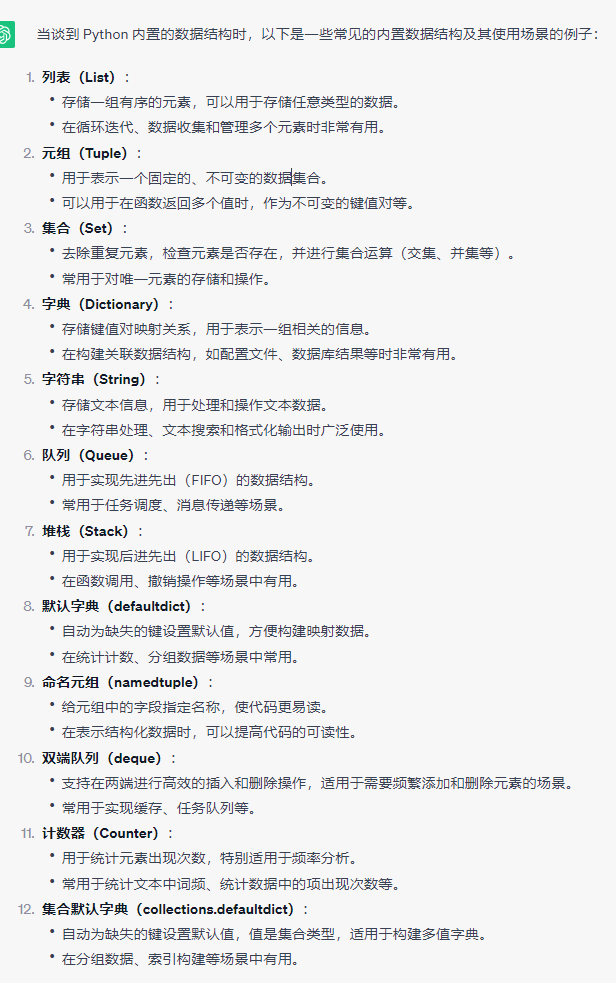 当谈到 Python 内置的数据结构时，以下是一些常见的内置数据结构及其使用场景的例子：
1. 列表（List）：
• 存储一组有序的元素，可以用于存储任意类型的数据。
• 在循环迭代、数据收集和管理多个元素时非常有用。
2. 元组（Tuple）：
• 用于表示一个固定的、不可变的数据集合。
• 可以用于在函数返回多个值时，作为不可变的键值对等。
3. 集合（Set）：
• 去除重复元素，检查元素是否存在，并进行集合运算（交集、并集等）。
• 常用于对唯一元素的存储和操作。
4. 字典（Dictionary）：
• 存储键值对映射关系，用于表示一组相关的信息。
• 在构建关联数据结构，如配置文件、数据库结果等时非常有用。
5. 字符串（String）：
• 存储文本信息，用于处理和操作文本数据。
• 在字符串处理、文本搜索和格式化输出时广泛使用。
6. 队列（Queue）：
• 用于实现先进先出（FIFO）的数据结构。
• 常用于任务调度、消息传递等场景。
7. 堆栈（Stack）：
• 用于实现后进先出（LIFO）的数据结构。
• 在函数调用、撤销操作等场景中有用。
8. 默认字典（defaultdict）：
• 自动为缺失的键设置默认值，方便构建映射数据。
• 在统计计数、分组数据等场景中常用。
9. 命名元组（namedtuple）：
• 给元组中的字段指定名称，使代码更易读。
• 在表示结构化数据时，可以提高代码的可读性。
10. 双端队列（deque）：
• 支持在两端进行高效的插入和删除操作，适用于需要频繁添加和删除元素的场景。
• 常用于实现缓存、任务队列等。
11. 计数器（Counter）：
• 用于统计元素出现次数，特别适用于频率分析。
• 常用于统计文本中词频、统计数据中的项出现次数等。
12. 集合默认字典（collections.defaultdict）：
• 自动为缺失的键设置默认值，值是集合类型，适用于构建多值字典。
• 在分组数据、索引构建等场景中有用。